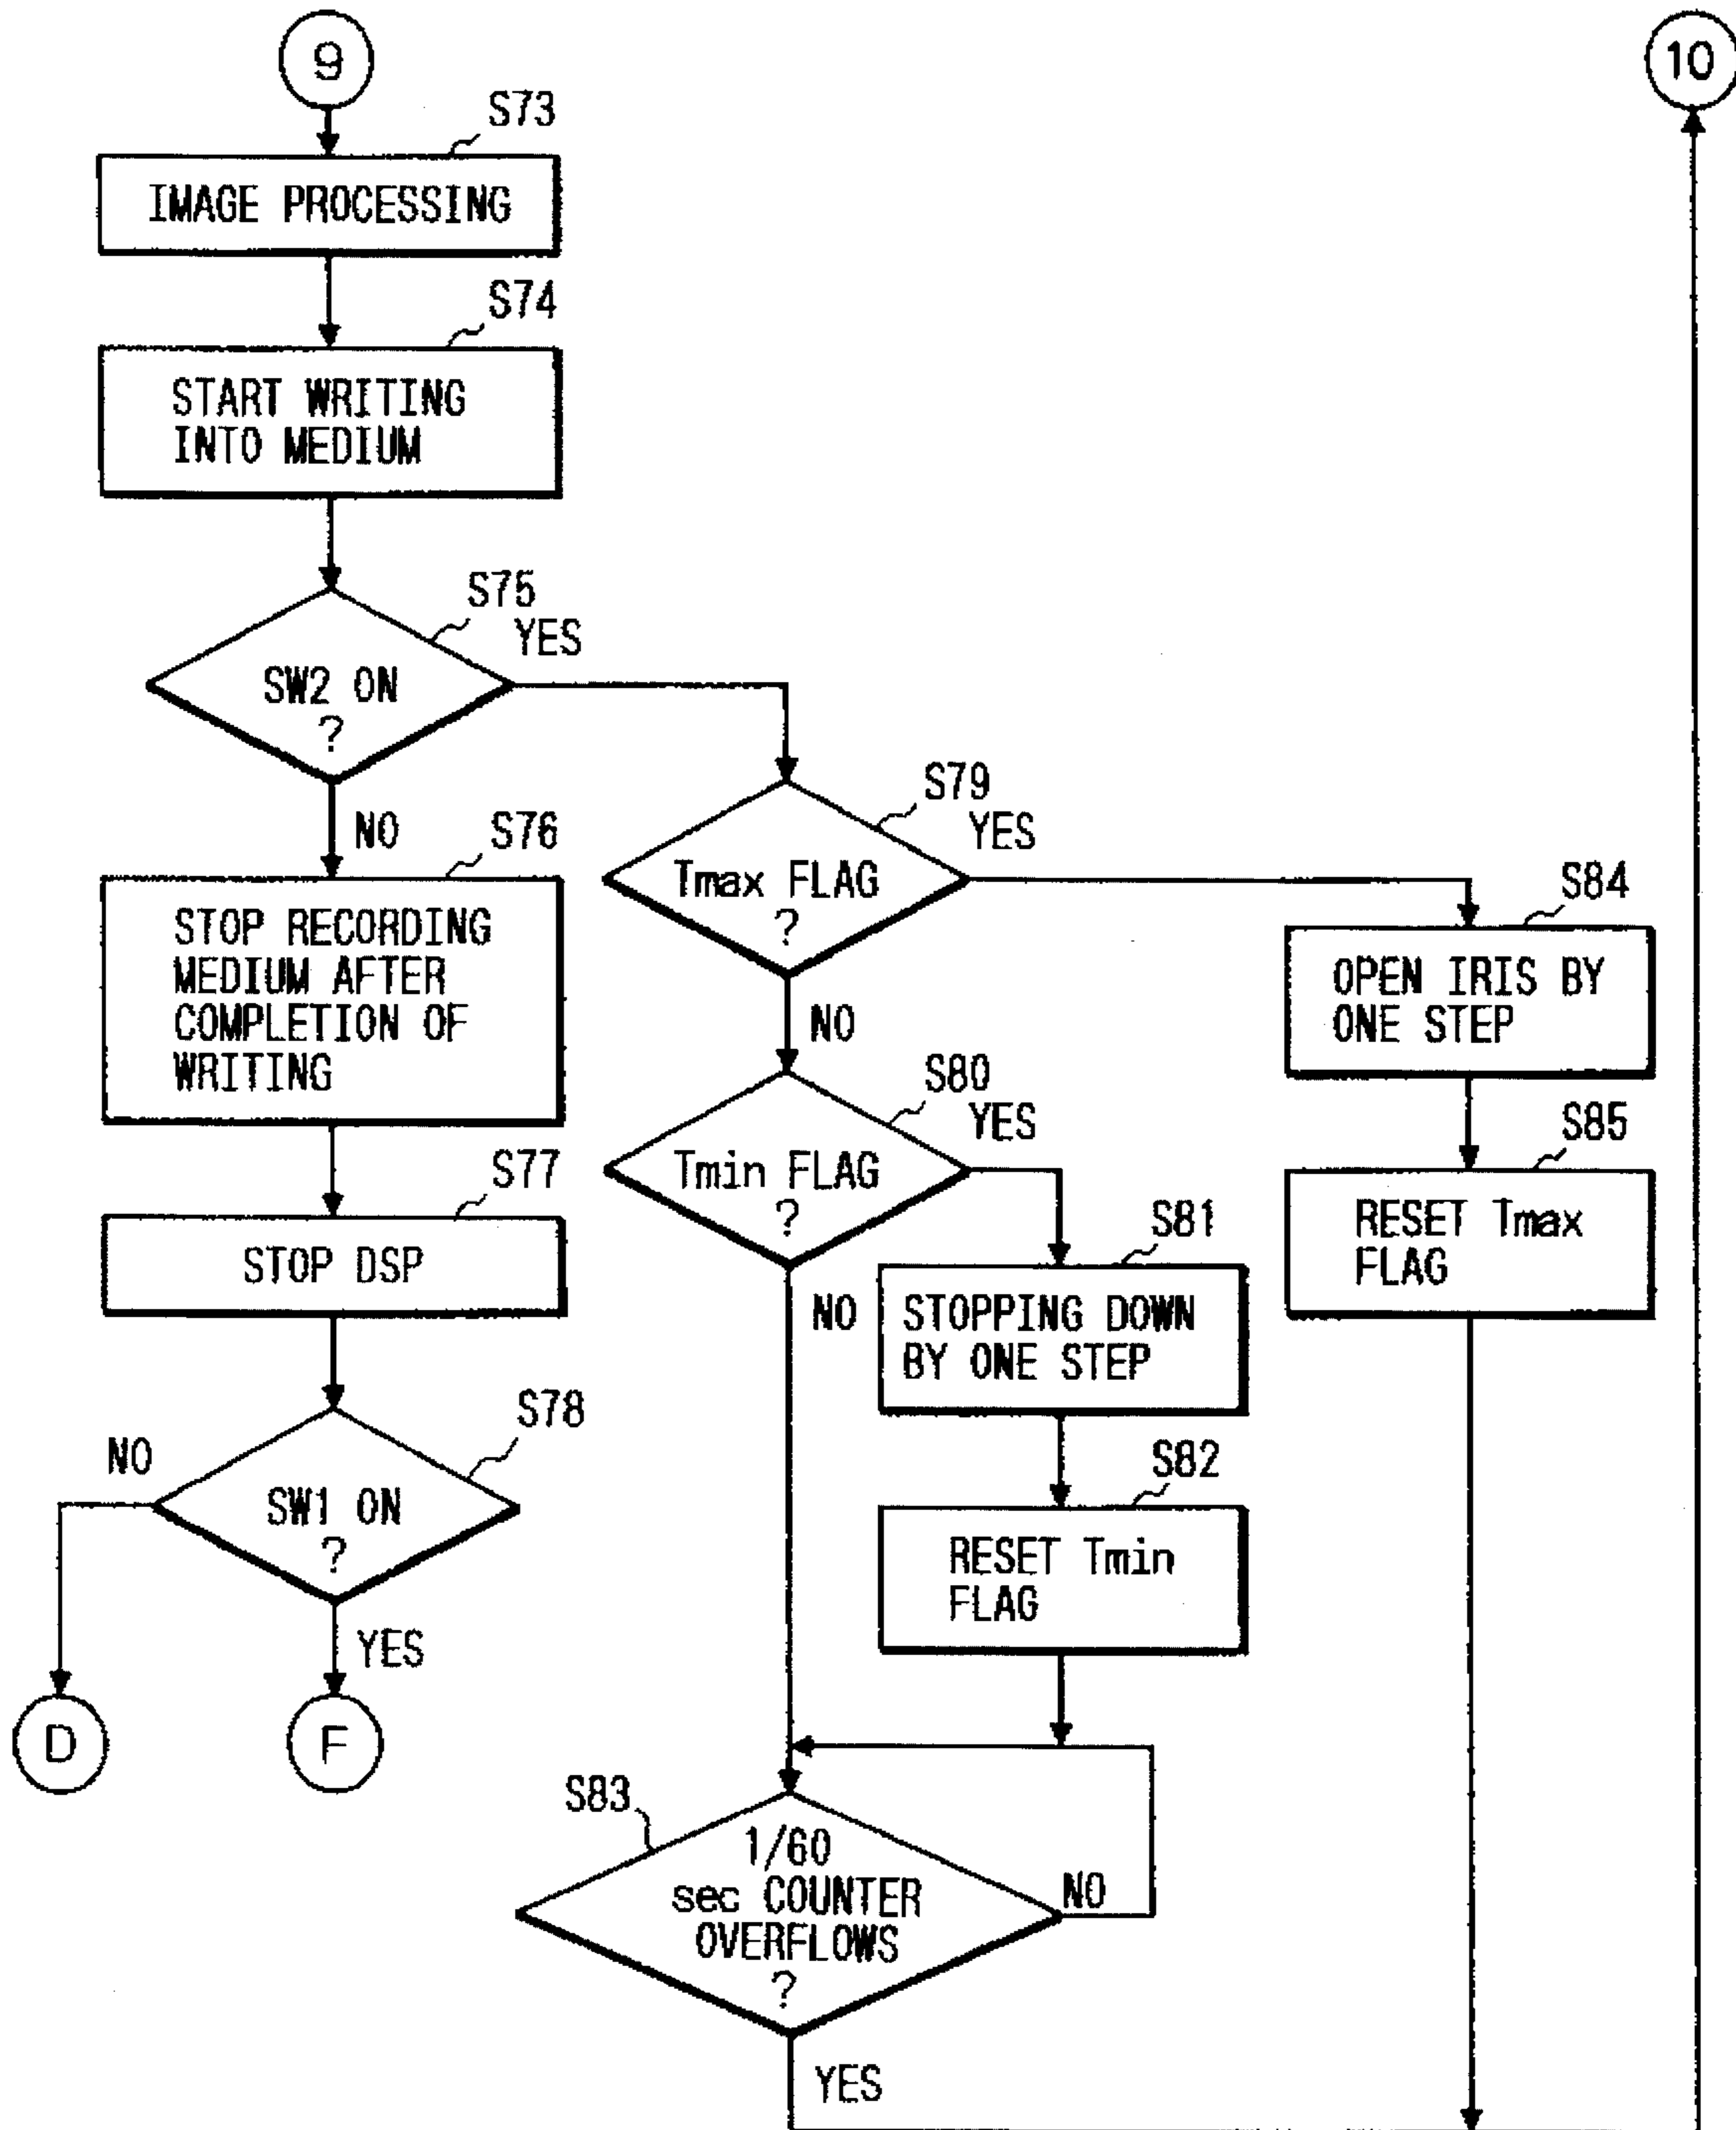 9
10
S73
IMAGE PROCESSING
S74
START WRITING
INTO MEDIUM
S75
YES
SW2 ON
?
NO
S76
STOP RECORDING
MEDIUM AFTER
COMPLETION OF
WRITING
S77
STOP DSP
S78
NO
SW1 ON
?
YES
D
F
S79
YES
Tmax FLAG
?
NO
S80
YES
Tmin FLAG
?
NO
S81
STOPPING DOWN
BY ONE STEP
S82
RESET Tmin
FLAG
S83
1/60
sec COUNTER
OVERFLOWS
?
NO
YES
S84
OPEN IRIS BY
ONE STEP
S85
RESET Tmax
FLAG